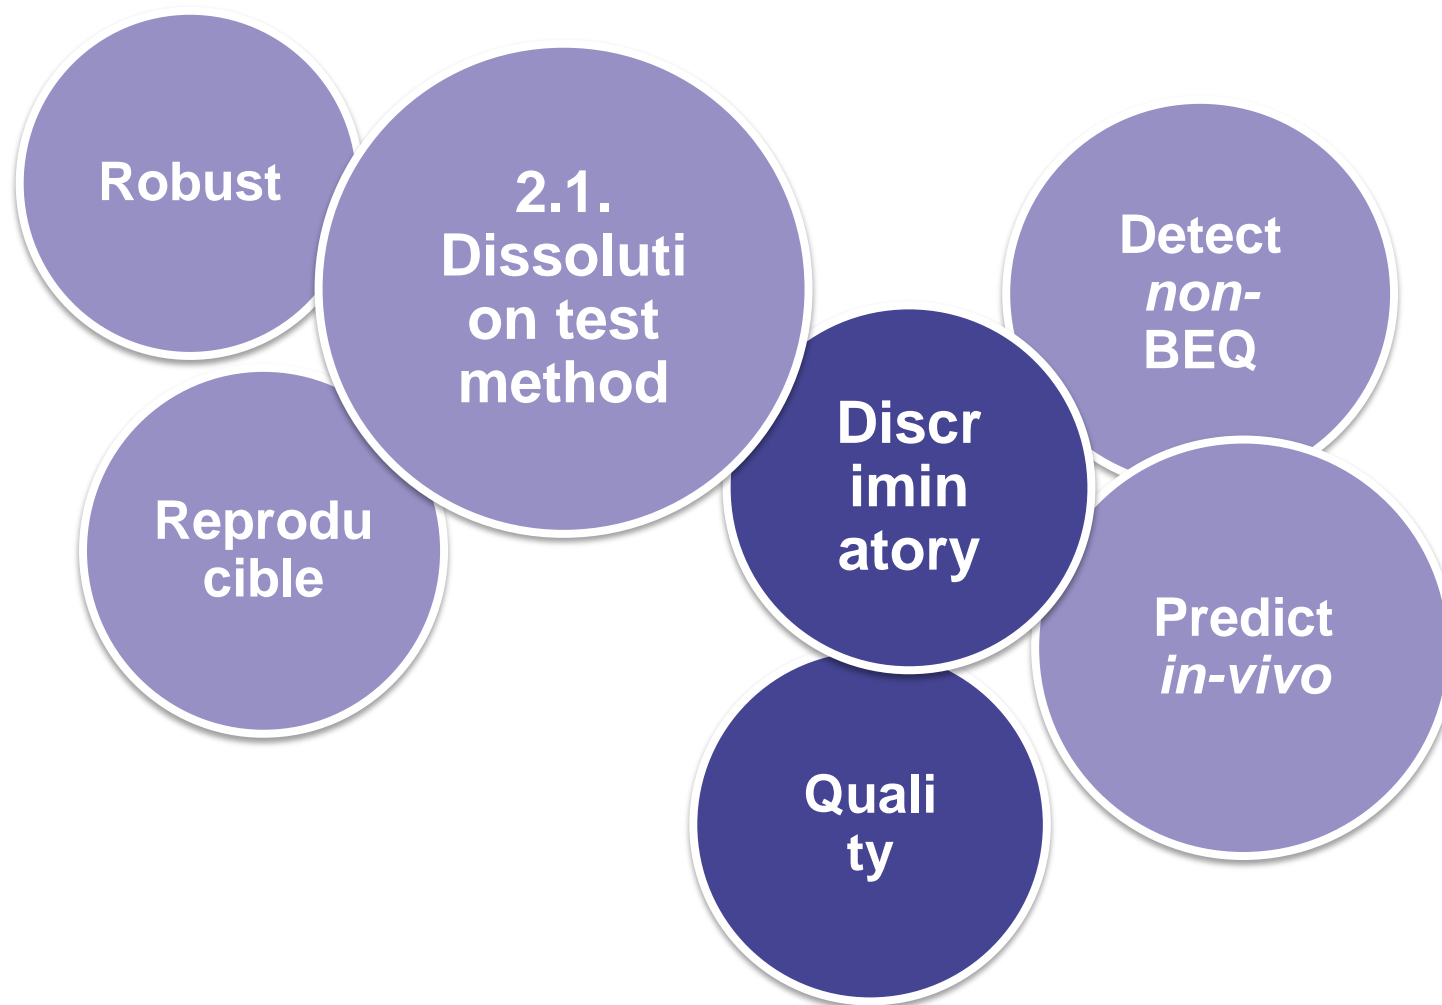 Robust
2.1.
Dissoluti
on test
method
Reprodu
cible
Discr
imin
atory
Detect
non-
BEQ
Predict
in-vivo
Quali
ty